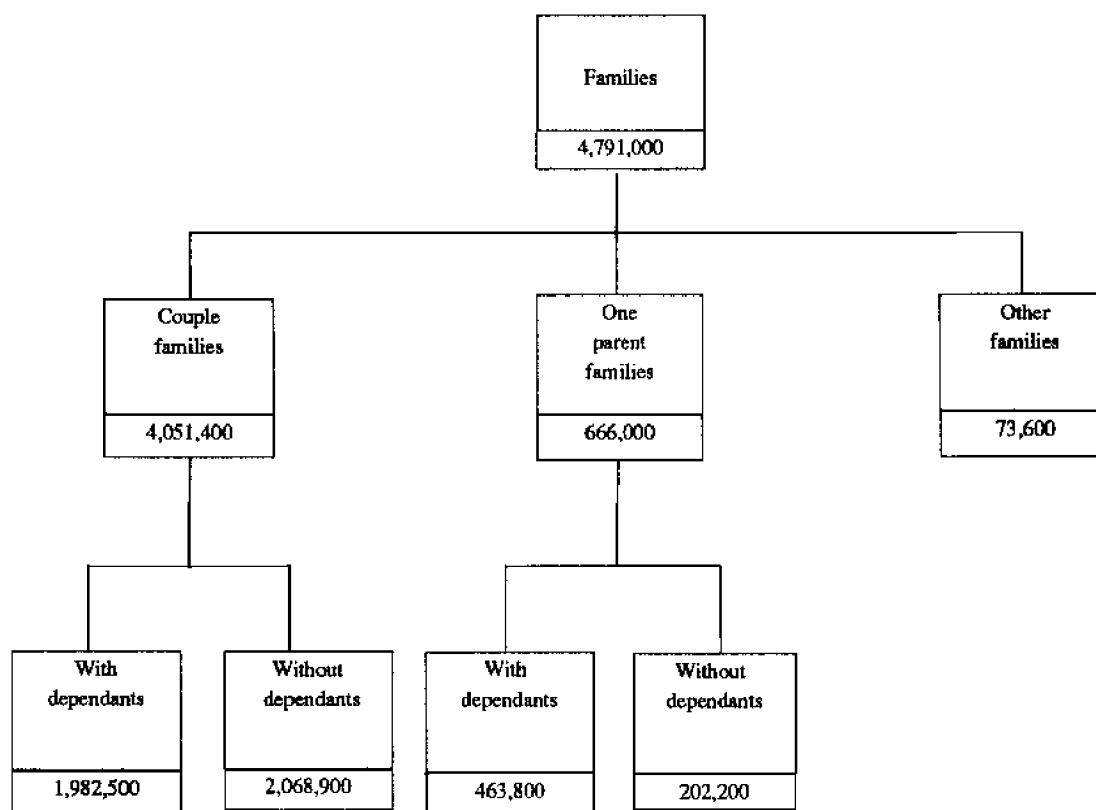 Families
4,791,000
Couple
families
4,051,400
One
parent
families
666,000
Other
families
73,600
With
dependants
1,982,500
Without
dependants
2,068,900
With
dependants
463,800
Without
dependants
202,200